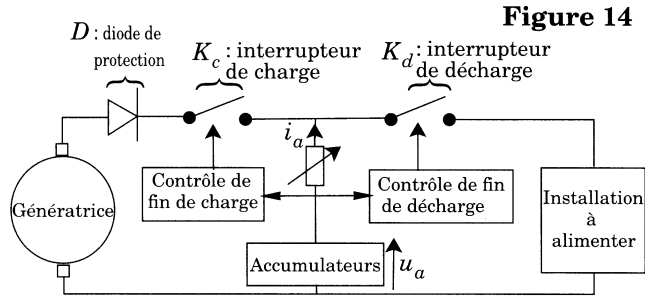 Figure 14
D : diode de
protection
K_c : interrupteur
de charge
K_d : interrupteur
de décharge
i_a
Contrôle de
fin de charge
Contrôle de fin
de décharge
Génératrice
Installation
à
alimenter
Accumulateurs
u_a